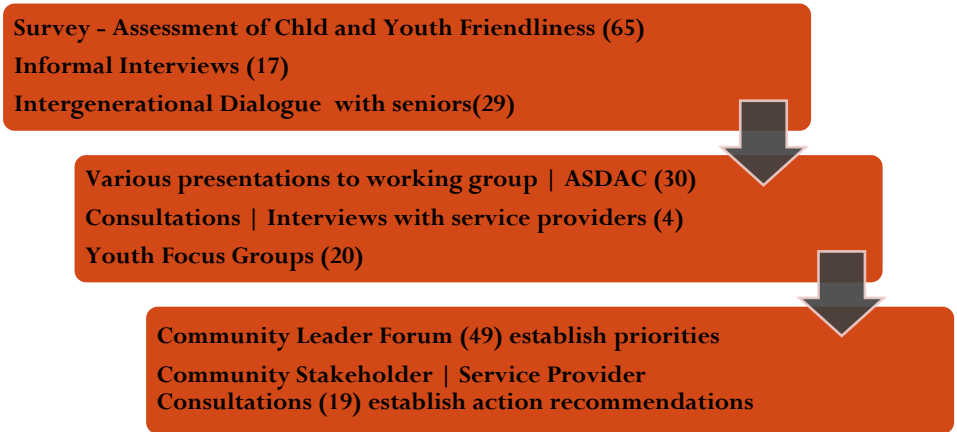 Survey - Assessment of Chld and Youth Friendliness (65)
Informal Interviews (17)
Intergenerational Dialogue  with seniors(29)
Various presentations to working group | ASDAC (30)
Consultations | Interviews with service providers (4)
Youth Focus Groups (20)
Community Leader Forum (49) establish priorities
Community Stakeholder | Service Provider
Consultations (19) establish action recommendations